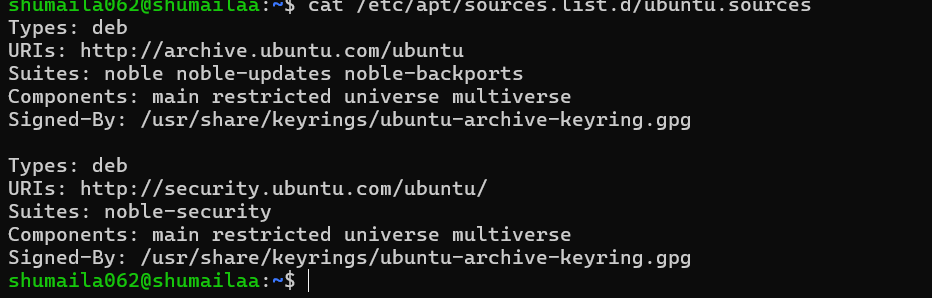 shumaila062@shumailaa:~$ cat /etc/apt/sources.list.d/ubuntu.sources
Types: deb
URIs: http://archive.ubuntu.com/ubuntu
Suites: noble noble-updates noble-backports
Components: main restricted universe multiverse
Signed-By: /usr/share/keyrings/ubuntu-archive-keyring.gpg

Types: deb
URIs: http://security.ubuntu.com/ubuntu/
Suites: noble-security
Components: main restricted universe multiverse
Signed-By: /usr/share/keyrings/ubuntu-archive-keyring.gpg
shumaila062@shumailaa:~$